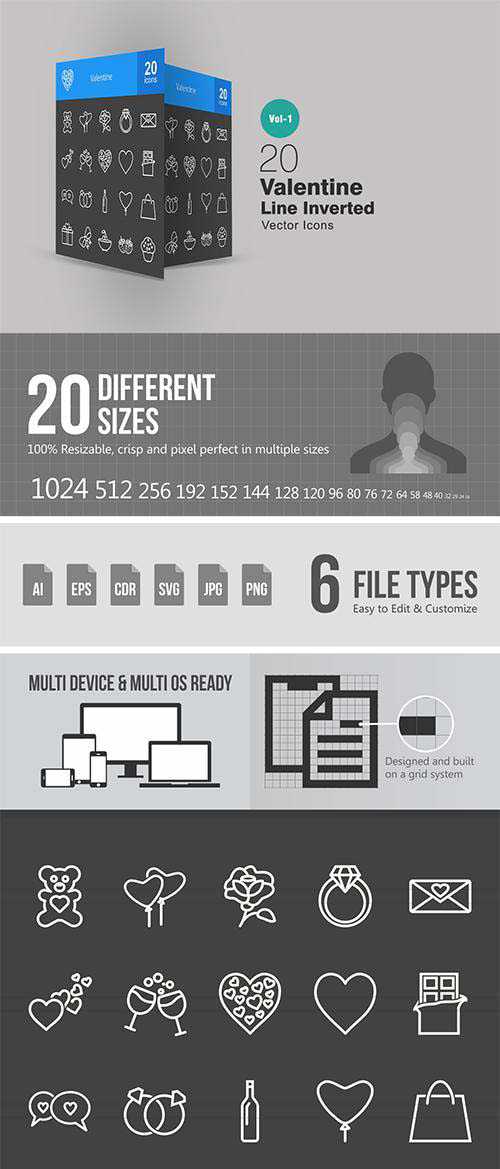 Valentine
20
icons
Valentine
20
icons
Vol-1
20
Valentine
Line Inverted
Vector Icons
20 DIFFERENT
SIZES
100% Resizable, crisp and pixel perfect in multiple sizes
1024 512 256 192 152 144 128 120 96 80 76 72 64 58 48 40 32 29 24 16
AI EPS CDR SVG JPG PNG
6 FILE TYPES
Easy to Edit & Customize
MULTI DEVICE & MULTI OS READY
Designed and built
on a grid system